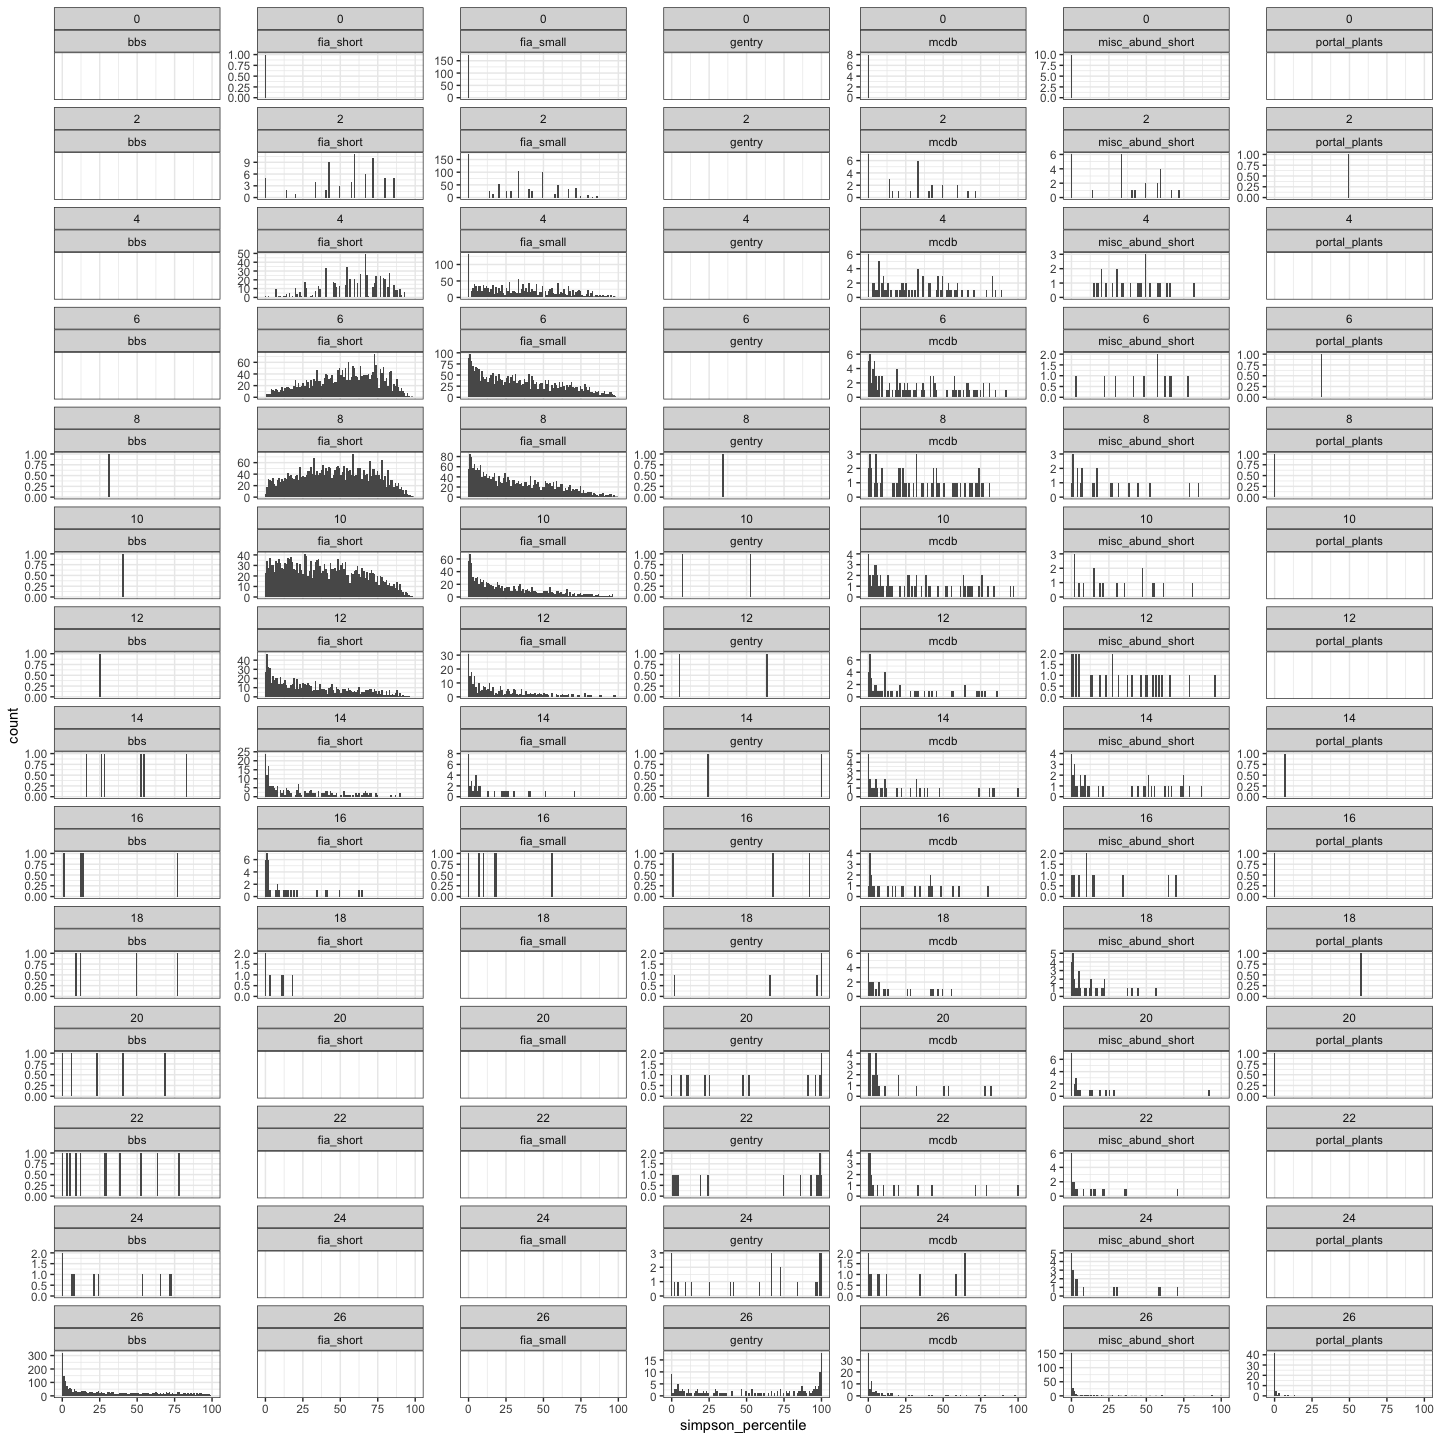 0 0 0 0 0 0 0
bbs fia_short fia_small gentry mcdb misc_abund_short portal_plants
1.00 0.75 0.50 0.25 0.00
150 100 50 0
8 6 4 2 0
10.0 7.5 5.0 2.5 0.0
2 2 2 2 2 2 2
bbs fia_short fia_small gentry mcdb misc_abund_short portal_plants
9 6 3 0
150 100 50 0
6 4 2 0
6 4 2 0
1.00 0.75 0.50 0.25 0.00
4 4 4 4 4 4 4
bbs fia_short fia_small gentry mcdb misc_abund_short portal_plants
50 40 30 20 10 0
100 50 0
6 4 2 0
3 2 1 0
6 6 6 6 6 6 6
bbs fia_short fia_small gentry mcdb misc_abund_short portal_plants
60 40 20 0
100 75 50 25 0
6 4 2 0
2.0 1.5 1.0 0.5 0.0
1.00 0.75 0.50 0.25 0.00
8 8 8 8 8 8 8
bbs fia_short fia_small gentry mcdb misc_abund_short portal_plants
1.00 0.75 0.50 0.25 0.00
60 40 20 0
80 60 40 20 0
1.00 0.75 0.50 0.25 0.00
3 2 1 0
3 2 1 0
1.00 0.75 0.50 0.25 0.00
10 10 10 10 10 10 10
bbs fia_short fia_small gentry mcdb misc_abund_short portal_plants
1.00 0.75 0.50 0.25 0.00
40 30 20 10 0
60 40 20 0
1.00 0.75 0.50 0.25 0.00
4 3 2 1 0
3 2 1 0
12 12 12 12 12 12 12
bbs fia_short fia_small gentry mcdb misc_abund_short portal_plants
1.00 0.75 0.50 0.25 0.00
40 30 20 10 0
30 20 10 0
1.00 0.75 0.50 0.25 0.00
6 4 2 0
2.0 1.5 1.0 0.5 0.0
count
14 14 14 14 14 14 14
bbs fia_short fia_small gentry mcdb misc_abund_short portal_plants
1.00 0.75 0.50 0.25 0.00
25 20 15 10 5 0
8 6 4 2 0
1.00 0.75 0.50 0.25 0.00
5 4 3 2 1 0
4 3 2 1 0
1.00 0.75 0.50 0.25 0.00
16 16 16 16 16 16 16
bbs fia_short fia_small gentry mcdb misc_abund_short portal_plants
1.00 0.75 0.50 0.25 0.00
6 4 2 0
1.00 0.75 0.50 0.25 0.00
1.00 0.75 0.50 0.25 0.00
4 3 2 1 0
2.0 1.5 1.0 0.5 0.0
1.00 0.75 0.50 0.25 0.00
18 18 18 18 18 18 18
bbs fia_short fia_small gentry mcdb misc_abund_short portal_plants
1.00 0.75 0.50 0.25 0.00
2.0 1.5 1.0 0.5 0.0
2.0 1.5 1.0 0.5 0.0
6 4 2 0
5 4 3 2 1 0
1.00 0.75 0.50 0.25 0.00
20 20 20 20 20 20 20
bbs fia_short fia_small gentry mcdb misc_abund_short portal_plants
1.00 0.75 0.50 0.25 0.00
2.0 1.5 1.0 0.5 0.0
4 3 2 1 0
6 4 2 0
1.00 0.75 0.50 0.25 0.00
22 22 22 22 22 22 22
bbs fia_short fia_small gentry mcdb misc_abund_short portal_plants
1.00 0.75 0.50 0.25 0.00
2.0 1.5 1.0 0.5 0.0
4 3 2 1 0
6 4 2 0
24 24 24 24 24 24 24
bbs fia_short fia_small gentry mcdb misc_abund_short portal_plants
2.0 1.5 1.0 0.5 0.0
3 2 1 0
2.0 1.5 1.0 0.5 0.0
5 4 3 2 1 0
26 26 26 26 26 26 26
bbs fia_short fia_small gentry mcdb misc_abund_short portal_plants
300 200 100 0
15 10 5 0
30 20 10 0
150 100 50 0
40 30 20 10 0
0 25 50 75 100 0 25 50 75 100 0 25 50 75 100 0 25 50 75 100 0 25 50 75 100 0 25 50 75 100 0 25 50 75 100
simpson_percentile